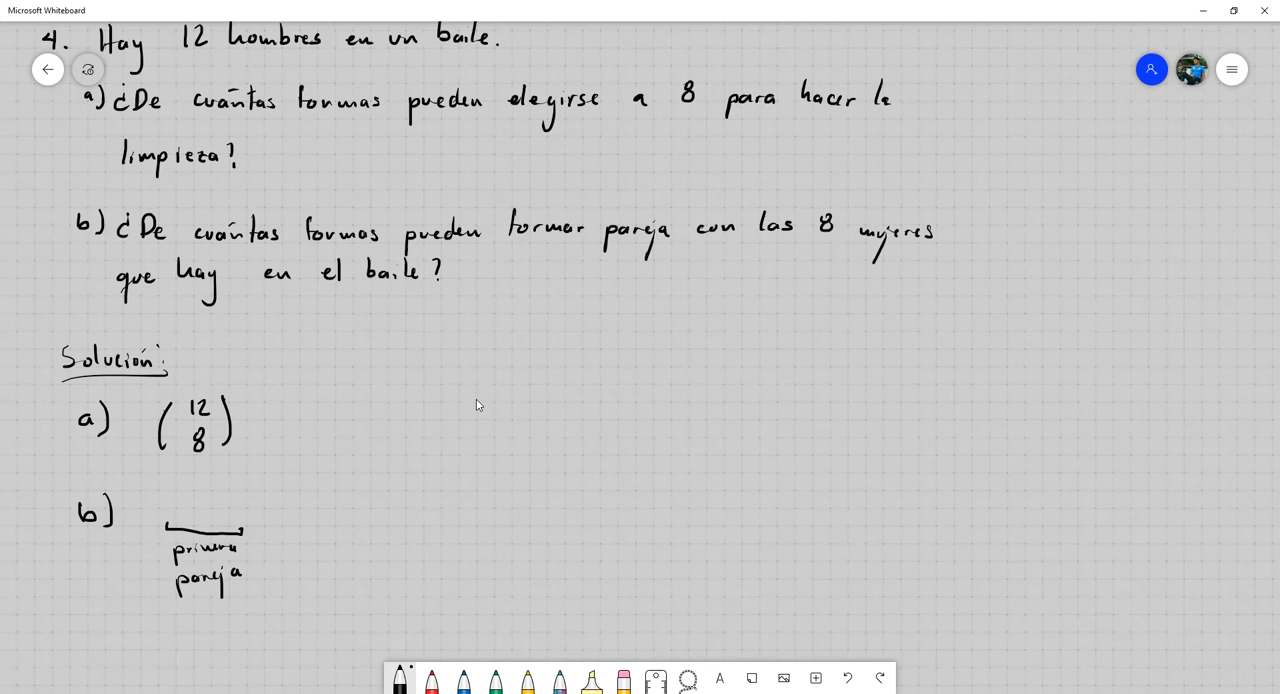 Microsoft Whiteboard
4. Hay 12 hombres en un baile.
a) ¿De cuántas formas pueden elegirse a 8 para hacer la
limpieza?
b) ¿De cuántas formas pueden formar pareja con las 8 mujeres
que hay en el baile?
Solución:
a) (12
8)
b)
primera
pareja
A